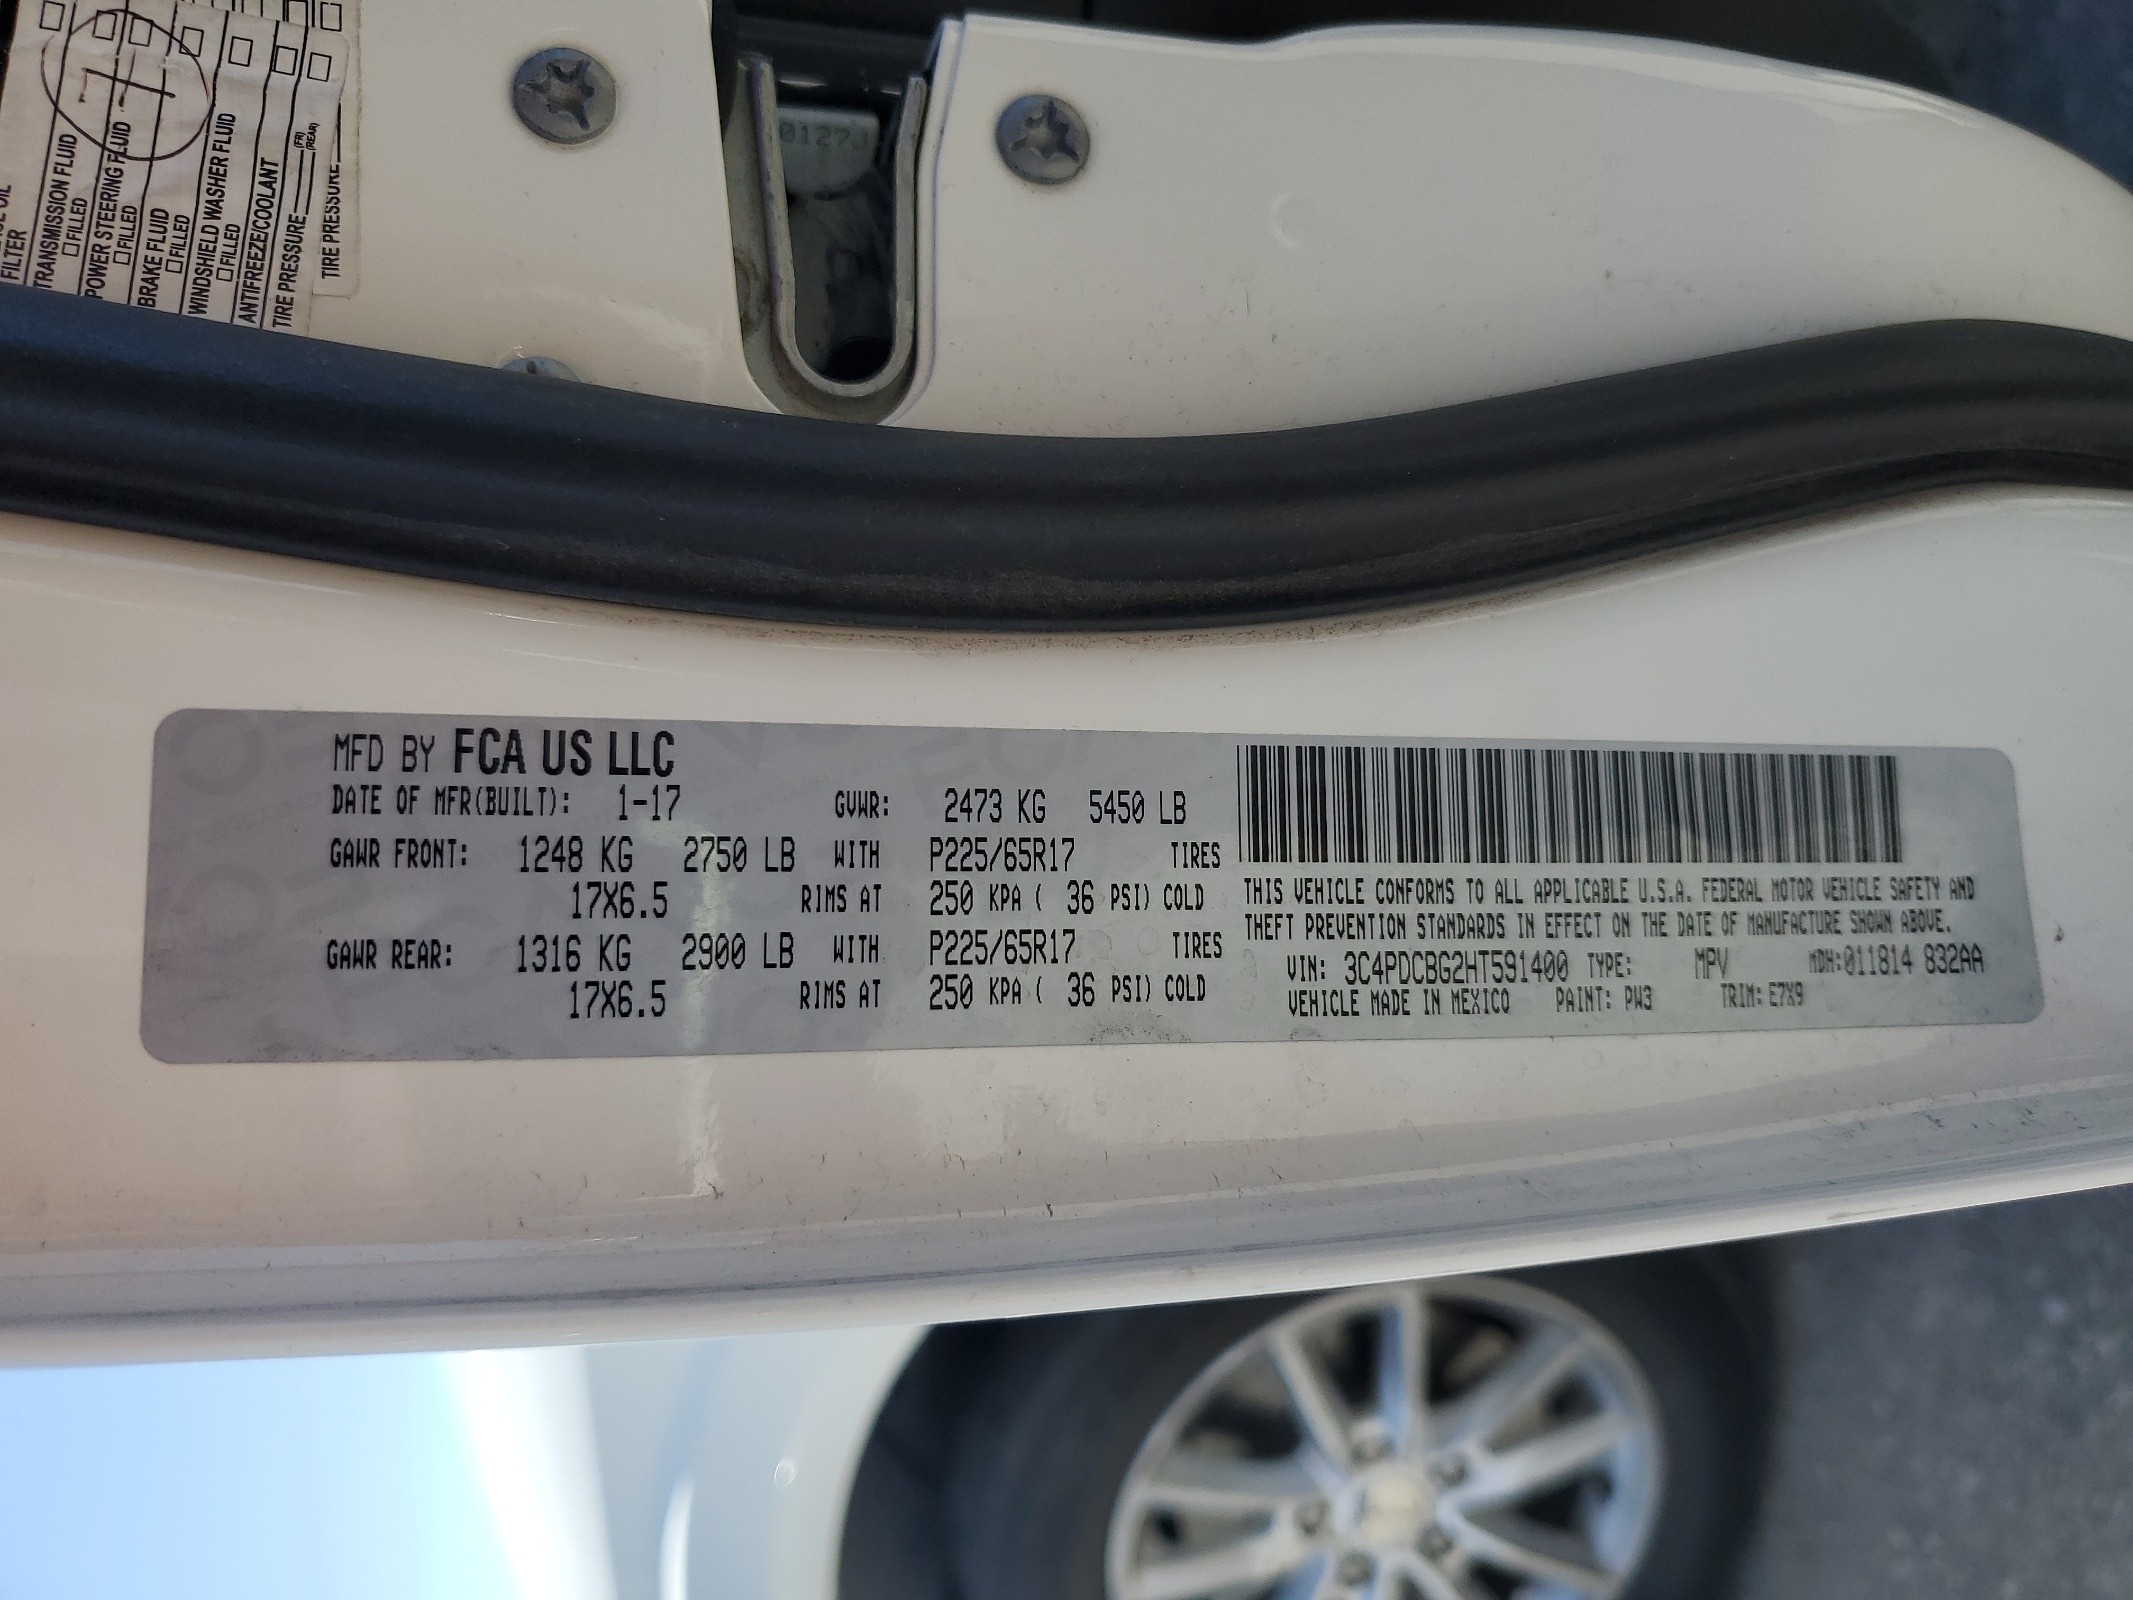 FILTER
TRANSMISSION FLUID
FILLED
POWER STEERING FLUID
FILLED
BRAKE FLUID
FILLED
WINDSHIELD WASHER FLUID
FILLED
ANTIFREEZE/COOLANT
TIRE PRESSURE (FR)
(REAR)
TIRE PRESSURE
0127J
MFD BY FCA US LLC
DATE OF MFR(BUILT): 1-17 GVWR: 2473 KG 5450 LB
GAWR FRONT: 1248 KG 2750 LB WITH P225/65R17 TIRES
17X6.5 RIMS AT 250 KPA ( 36 PSI) COLD
GAWR REAR: 1316 KG 2900 LB WITH P225/65R17 TIRES
17X6.5 RIMS AT 250 KPA ( 36 PSI) COLD
THIS VEHICLE CONFORMS TO ALL APPLICABLE U.S.A. FEDERAL MOTOR VEHICLE SAFETY AND
THEFT PREVENTION STANDARDS IN EFFECT ON THE DATE OF MANUFACTURE SHOWN ABOVE.
VIN: 3C4PDCBG2HT591400 TYPE: MPV MDH:011814 832AA
VEHICLE MADE IN MEXICO PAINT: PW3 TRIM: E7X9